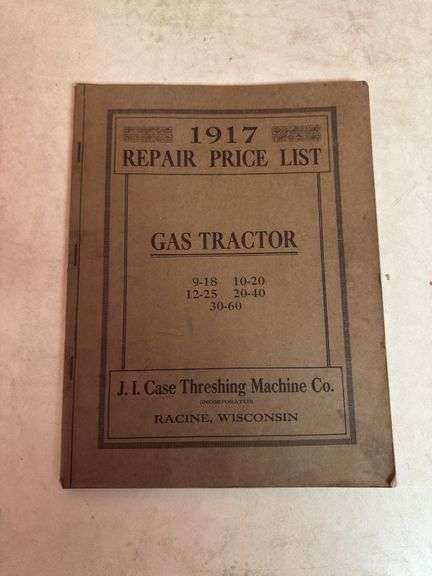 1917
REPAIR PRICE LIST
GAS TRACTOR
9-18 10-20
12-25 20-40
30-60
J. I. Case Threshing Machine Co.
(INCORPORATED)
RACINE, WISCONSIN